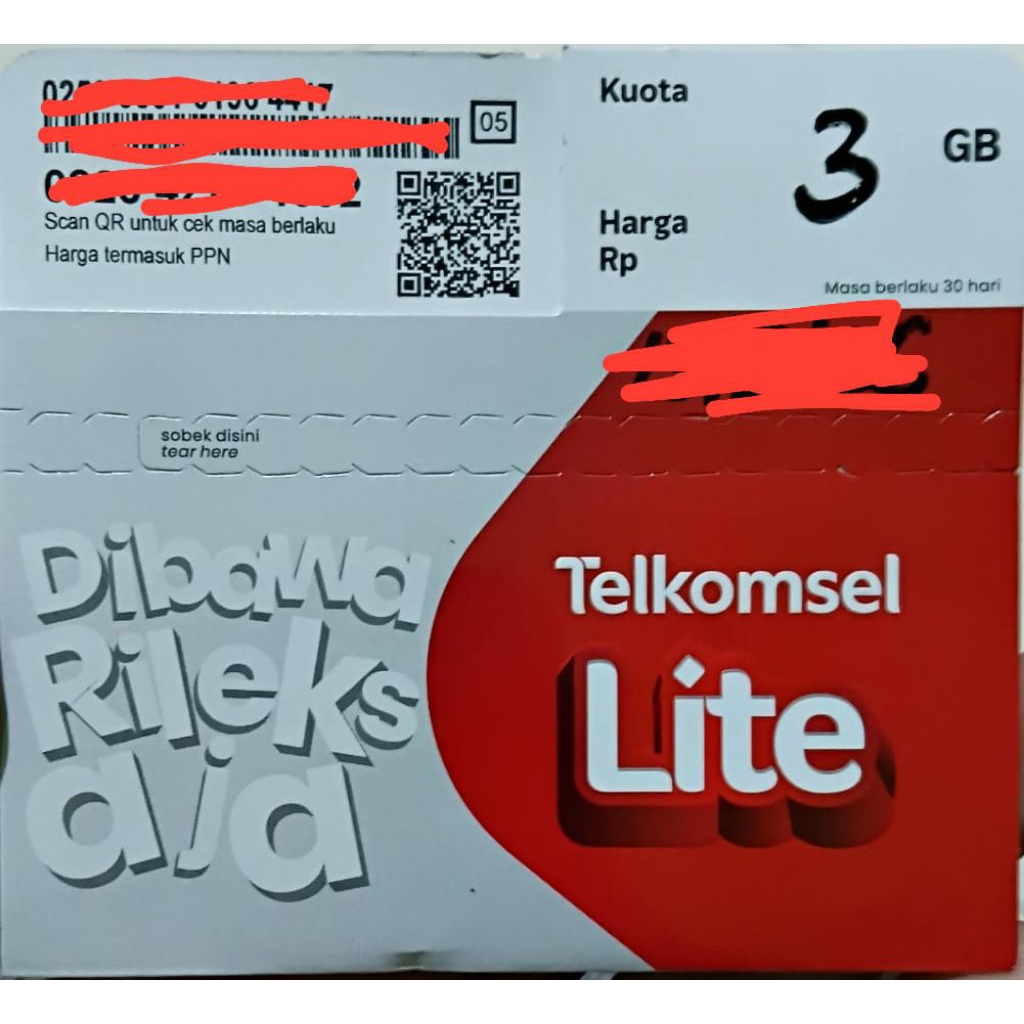 05
Scan QR untuk cek masa berlaku
Harga termasuk PPN
Kuota
3 GB
Harga
Rp
Masa berlaku 30 hari
sobek disini
tear here
Dibawa
Rileks
aja
Telkomsel
Lite